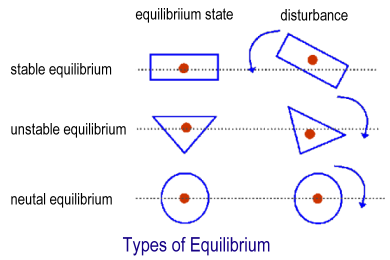 equilibriium state
disturbance
stable equilibrium
unstable equilibrium
neutal equilibrium
Types of Equilibrium